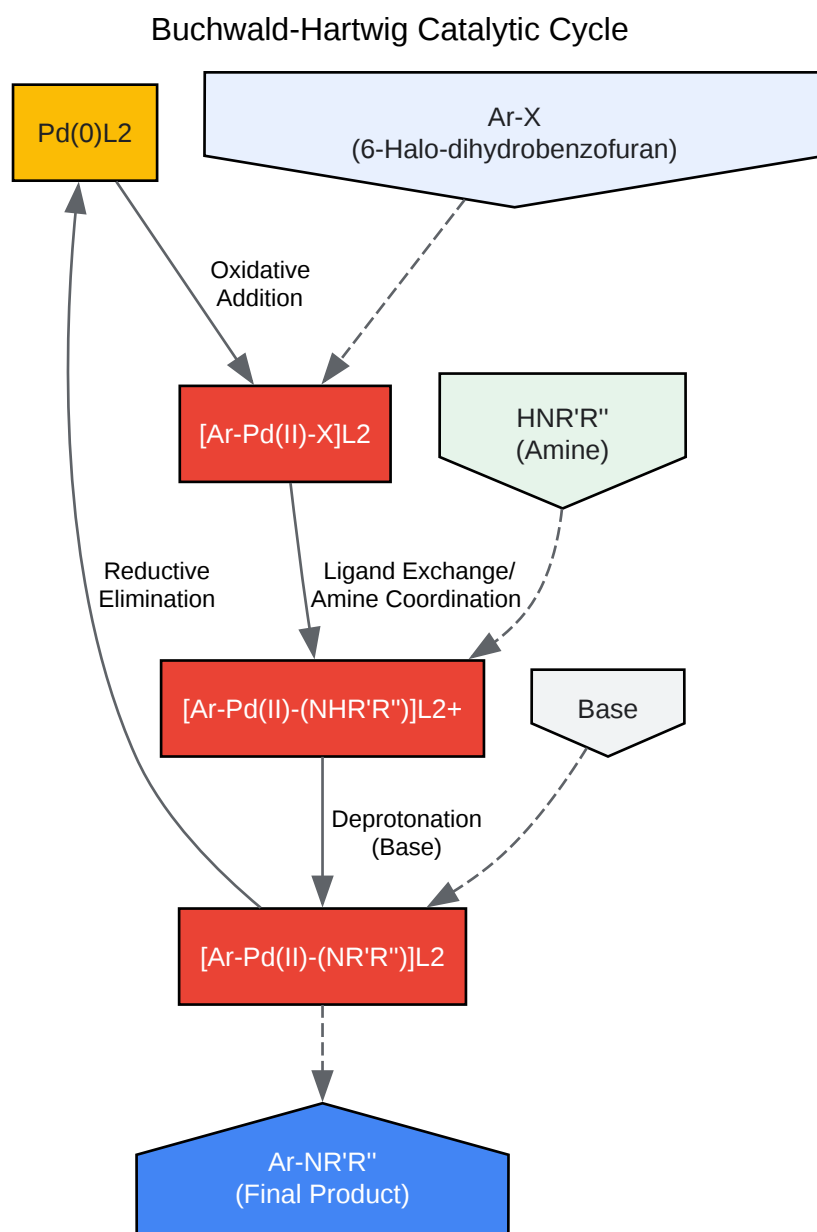 Buchwald-Hartwig Catalytic Cycle
Pd(0)L2
Ar-X
(6-Halo-dihydrobenzofuran)
Oxidative
Addition
[Ar-Pd(II)-X]L2
HNR'R''
(Amine)
Reductive
Elimination
Ligand Exchange/
Amine Coordination
[Ar-Pd(II)-(NHR'R'')]L2+
Base
Deprotonation
(Base)
[Ar-Pd(II)-(NR'R'')]L2
Ar-NR'R''
(Final Product)